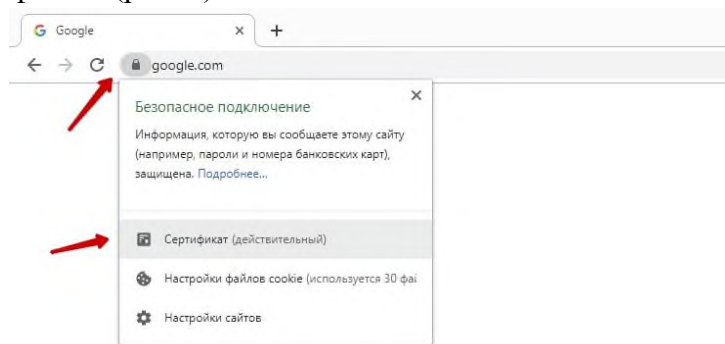 Google
google.com
Безопасное подключение
Информация, которую вы сообщаете этому сайту
(например, пароли и номера банковских карт),
защищена. Подробнее...
Сертификат (действительный)
Настройки файлов cookie (используется 30 фай
Настройки сайтов